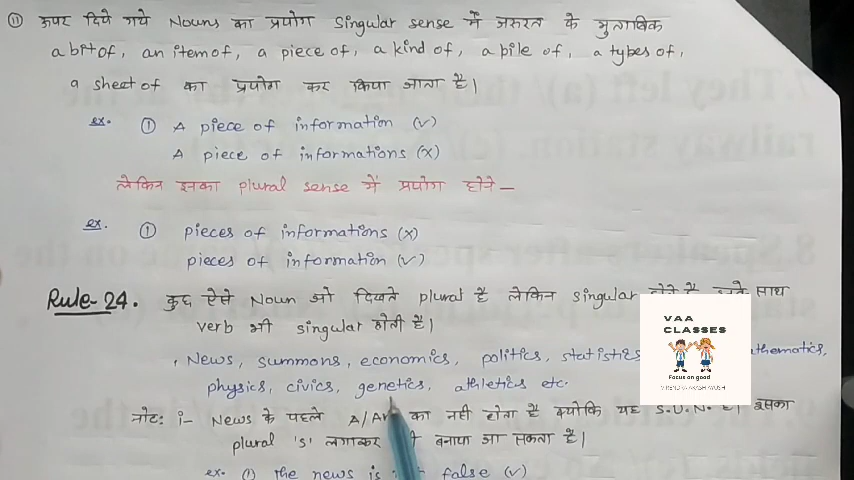 (ii) ऊपर दिये गये Nouns का प्रयोग Singular sense में जरूरत के मुताबिक
a bit of, an item of, a piece of, a kind of, a pile of, a types of,
a sheet of का प्रयोग कर किया जाता है।
ex. ① A piece of information (✓)
A piece of informations (x)
लेकिन इनका plural sense में प्रयोग होने —
ex. ① pieces of informations (x)
pieces of information (✓)
Rule-24. कुछ ऐसे Noun जो दिखते plural है लेकिन singular साथ
verb भी singular होती है।
News, summons, economics, politics, statistics thematics,
physics, civics, genetics, athletics etc.
नोट: i- News के पहले A/An का नही होता है क्योकि यह S.U.N. है। इसका
plural 's' लगाकर बनाया जा सकता है।
ex. ① The news is false (✓)
VAA
CLASSES
Focus on good